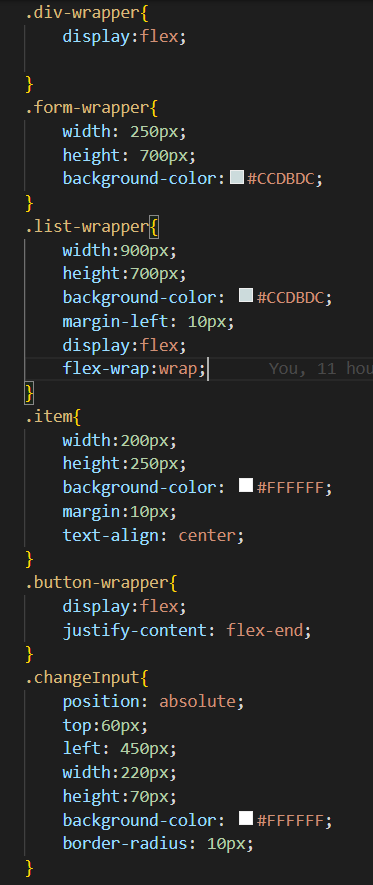 .div-wrapper{
    display:flex;

}
.form-wrapper{
    width: 250px;
    height: 700px;
    background-color:#CCDBDC;
}
.list-wrapper{
    width:900px;
    height:700px;
    background-color: #CCDBDC;
    margin-left: 10px;
    display:flex;
    flex-wrap:wrap; You, 11 hou
}
.item{
    width:200px;
    height:250px;
    background-color: #FFFFFF;
    margin:10px;
    text-align: center;
}
.button-wrapper{
    display:flex;
    justify-content: flex-end;
}
.changeInput{
    position: absolute;
    top:60px;
    left: 450px;
    width:220px;
    height:70px;
    background-color: #FFFFFF;
    border-radius: 10px;
}